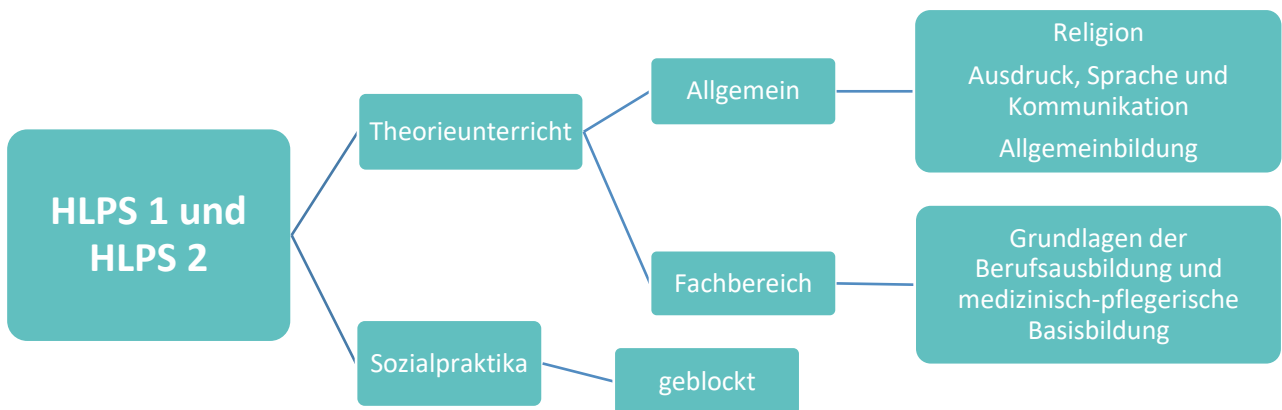 HLPS 1 und
HLPS 2
Theorieunterricht
Allgemein
Religion
Ausdruck, Sprache und
Kommunikation
Allgemeinbildung
Fachbereich
Grundlagen der
Berufsausbildung und
medizinisch-pflegerische
Basisbildung
Sozialpraktika
geblockt